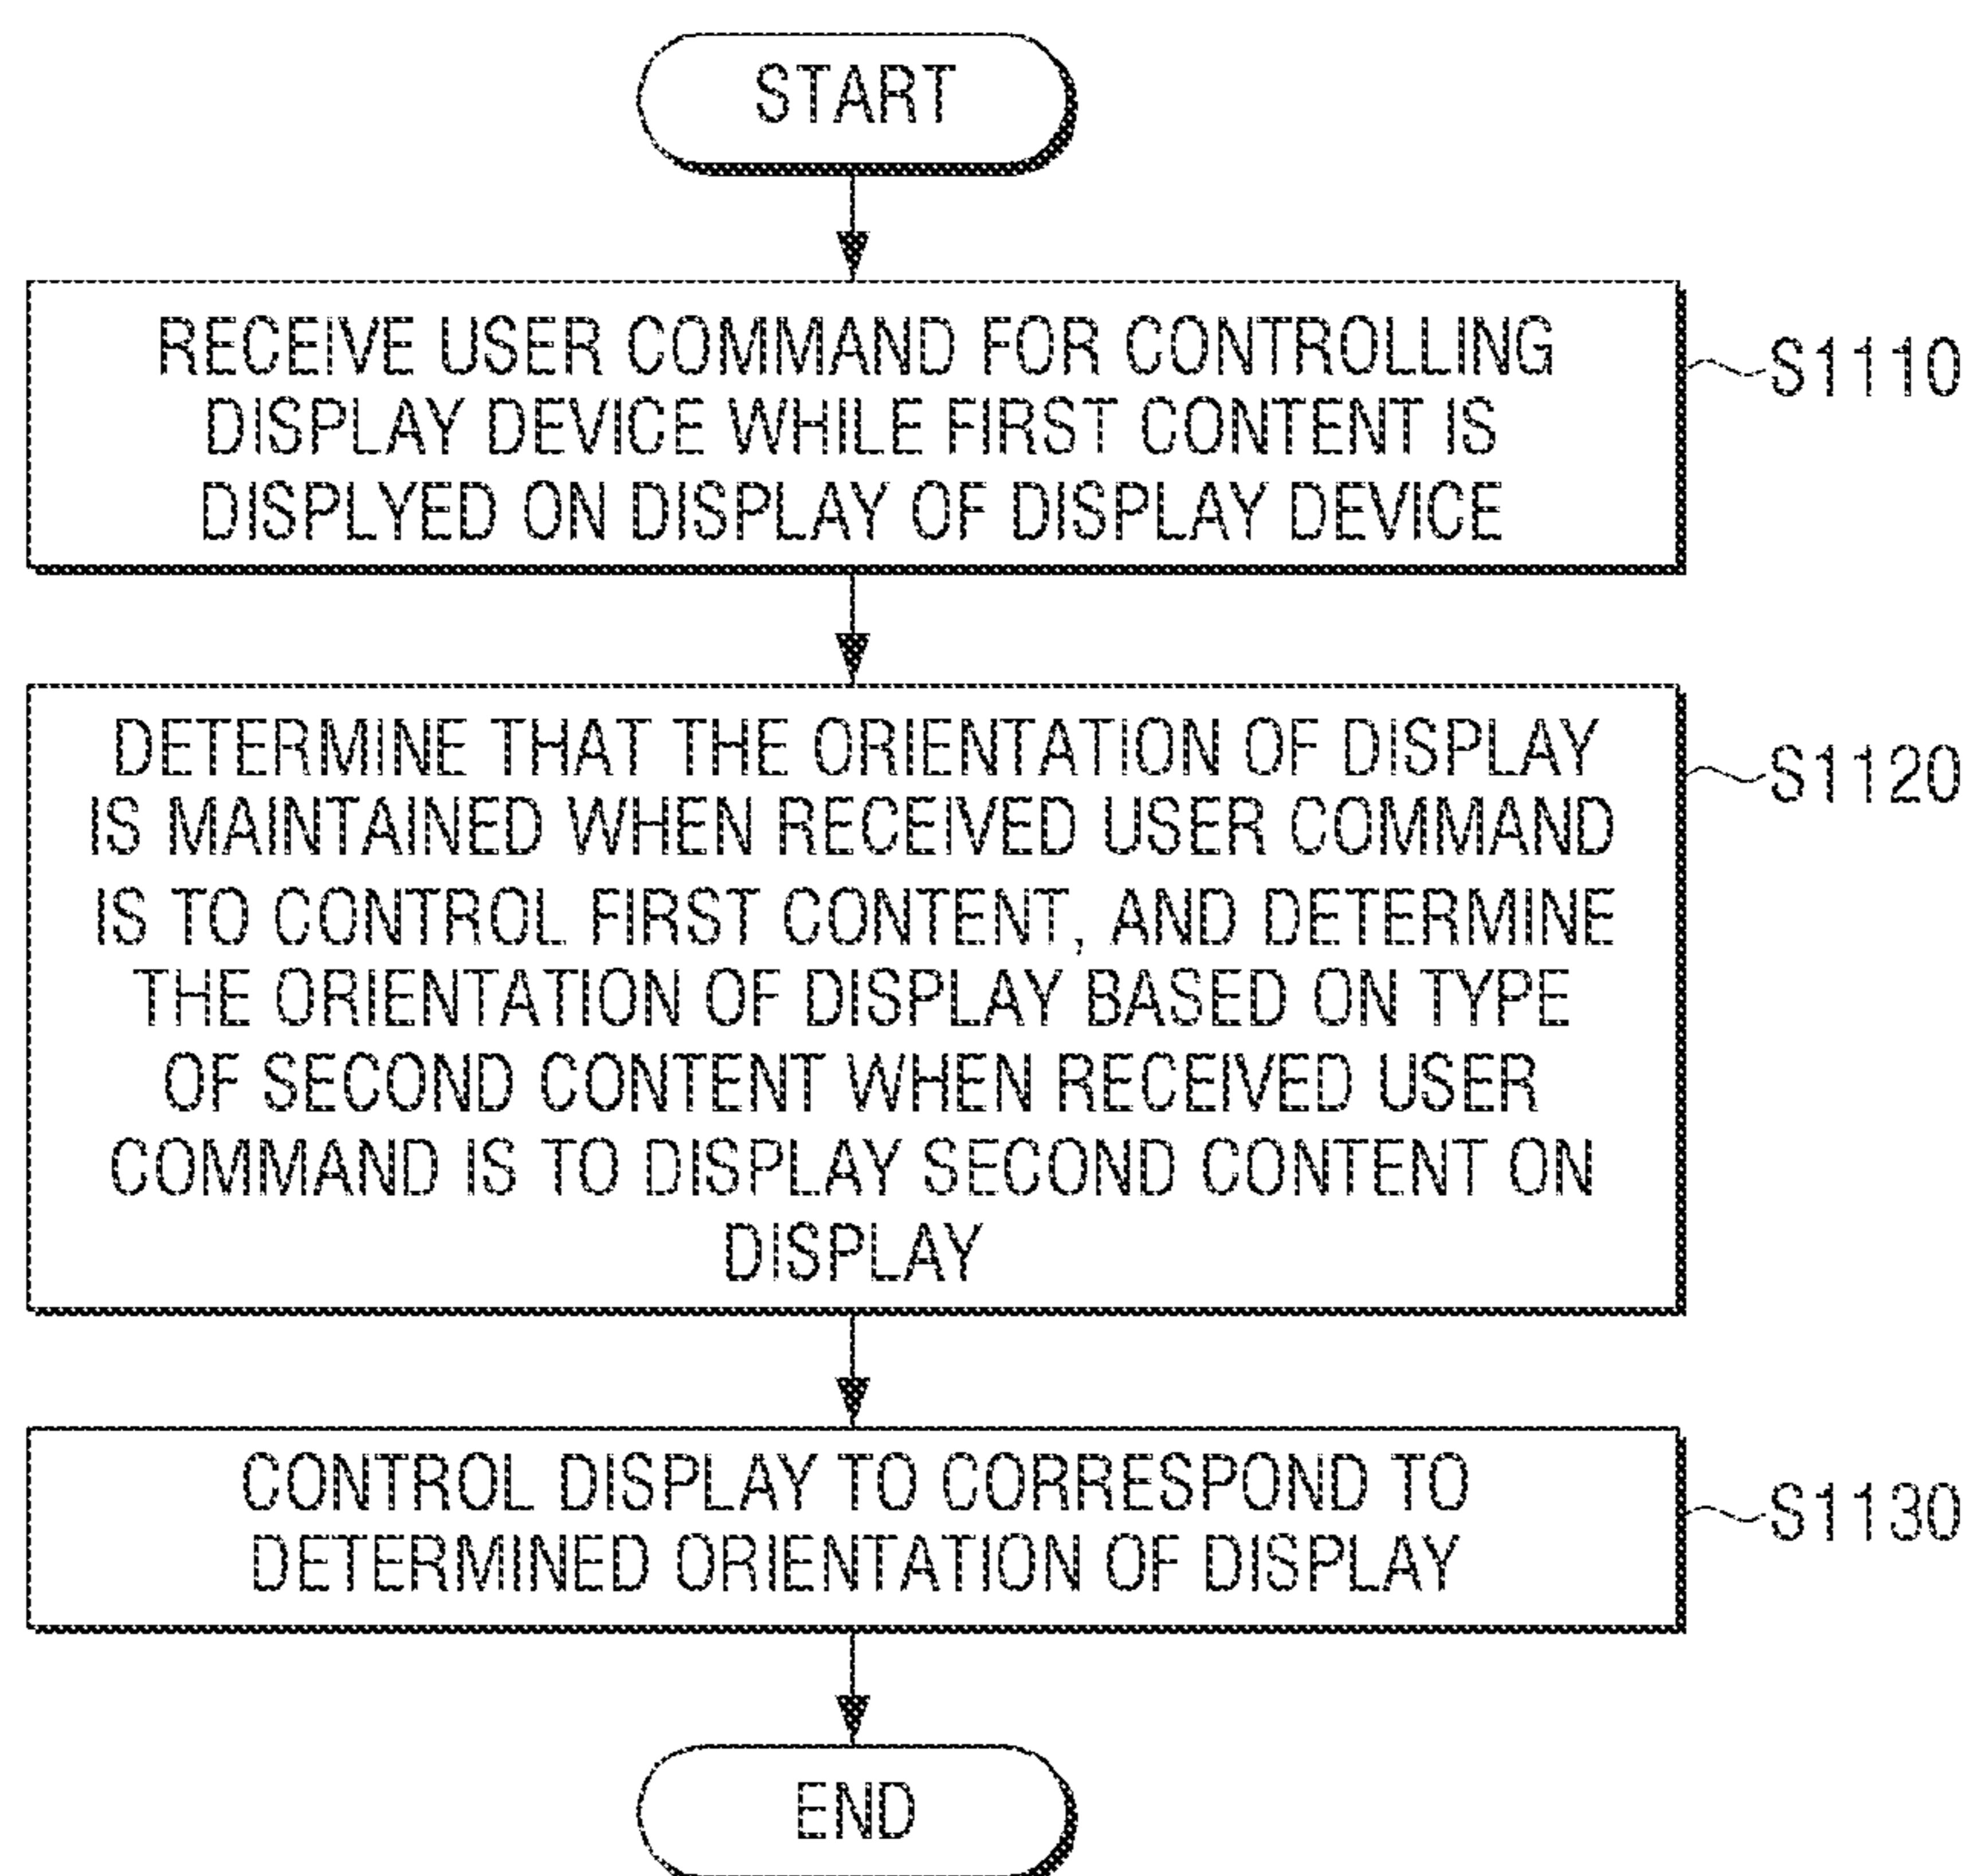 START
RECEIVE USER COMMAND FOR CONTROLLING
DISPLAY DEVICE WHILE FIRST CONTENT IS
DISPLYED ON DISPLAY OF DISPLAY DEVICE
S1110
DETERMINE THAT THE ORIENTATION OF DISPLAY
IS MAINTAINED WHEN RECEIVED USER COMMAND
IS TO CONTROL FIRST CONTENT, AND DETERMINE
THE ORIENTATION OF DISPLAY BASED ON TYPE
OF SECOND CONTENT WHEN RECEIVED USER
COMMAND IS TO DISPLAY SECOND CONTENT ON
DISPLAY
S1120
CONTROL DISPLAY TO CORRESPOND TO
DETERMINED ORIENTATION OF DISPLAY
S1130
END